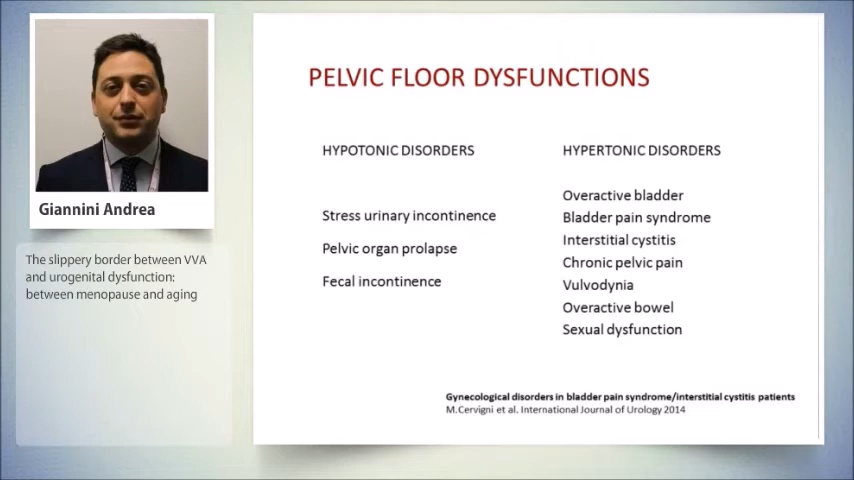 Giannini Andrea
The slippery border between VVA
and urogenital dysfunction:
between menopause and aging
PELVIC FLOOR DYSFUNCTIONS
HYPOTONIC DISORDERS
Stress urinary incontinence
Pelvic organ prolapse
Fecal incontinence
HYPERTONIC DISORDERS
Overactive bladder
Bladder pain syndrome
Interstitial cystitis
Chronic pelvic pain
Vulvodynia
Overactive bowel
Sexual dysfunction
Gynecological disorders in bladder pain syndrome/interstitial cystitis patients
M.Cervigni et al. International Journal of Urology 2014